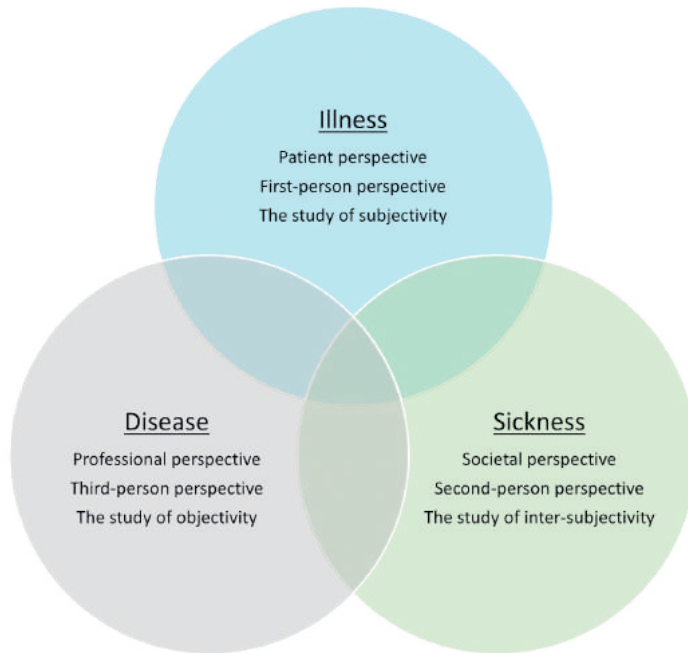 Illness
Patient perspective
First-person perspective
The study of subjectivity
Disease
Professional perspective
Third-person perspective
The study of objectivity
Sickness
Societal perspective
Second-person perspective
The study of inter-subjectivity